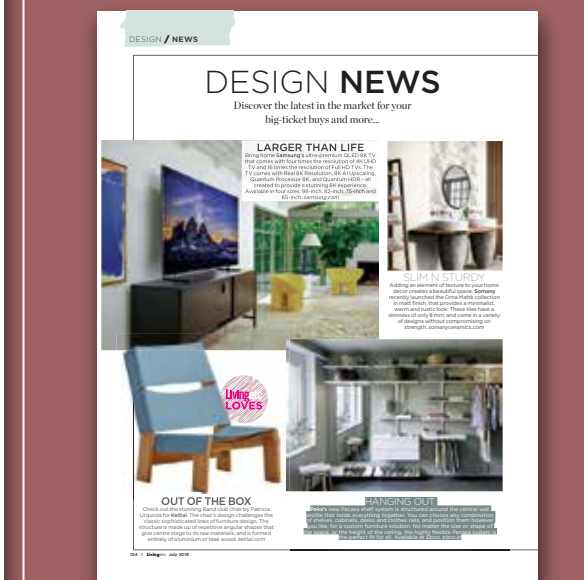 DESIGN / NEWS
DESIGN NEWS
Discover the latest in the market for your
big-ticket buys and more...
LARGER THAN LIFE
Bring home Samsung's ultra-premium QLED 8K TV
that comes with four times the resolution of 4K UHD
TV and 16 times the resolution of Full HD TVs. The
TV comes with Real 8K Resolution, 8K AI Upscaling,
Quantum Processor 8K, and Quantum HDR – all
created to provide a stunning 8K experience.
Available in four sizes: 98-inch, 82-inch, 75-inch and
65-inch. samsung.com
SLIM N STURDY
Adding an element of texture to your home
decor creates a beautiful space. Somany
recently launched the Orna Matté collection
in matt finish, that provides a minimalist,
warm and rustic look. These tiles have a
slimness of only 8 mm, and come in a variety
of designs without compromising on
strength. somanyceramics.com
Living etc
LOVES
OUT OF THE BOX
Check out the stunning Band club chair by Patricia
Urquiola for Kettal. The chair's design challenges the
classic sophisticated lines of furniture design. The
structure is made up of repetitive angular shapes that
give centre stage to its raw materials, and is formed
entirely of aluminium or teak wood. kettal.com
HANGING OUT
Peka's new Pecasa shelf system is structured around the central wall
profile that holds everything together. You can choose any combination
of shelves, cabinets, desks and clothes rails, and position them however
you like, for a custom furniture solution. No matter the size or shape of
the space, or the height of the ceiling, the highly flexible Pecasa system is
the perfect fit for all. Available at Ebco. ebco.in
104 | Livingetc July 2019